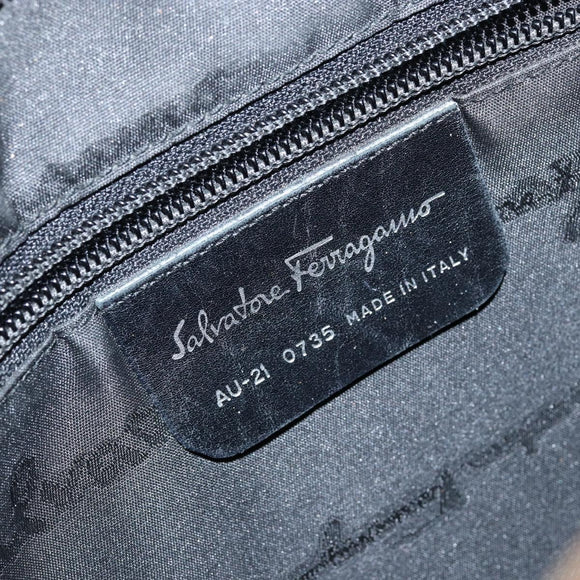 Salvatore Ferragamo
AU-21 0735 MADE IN ITALY